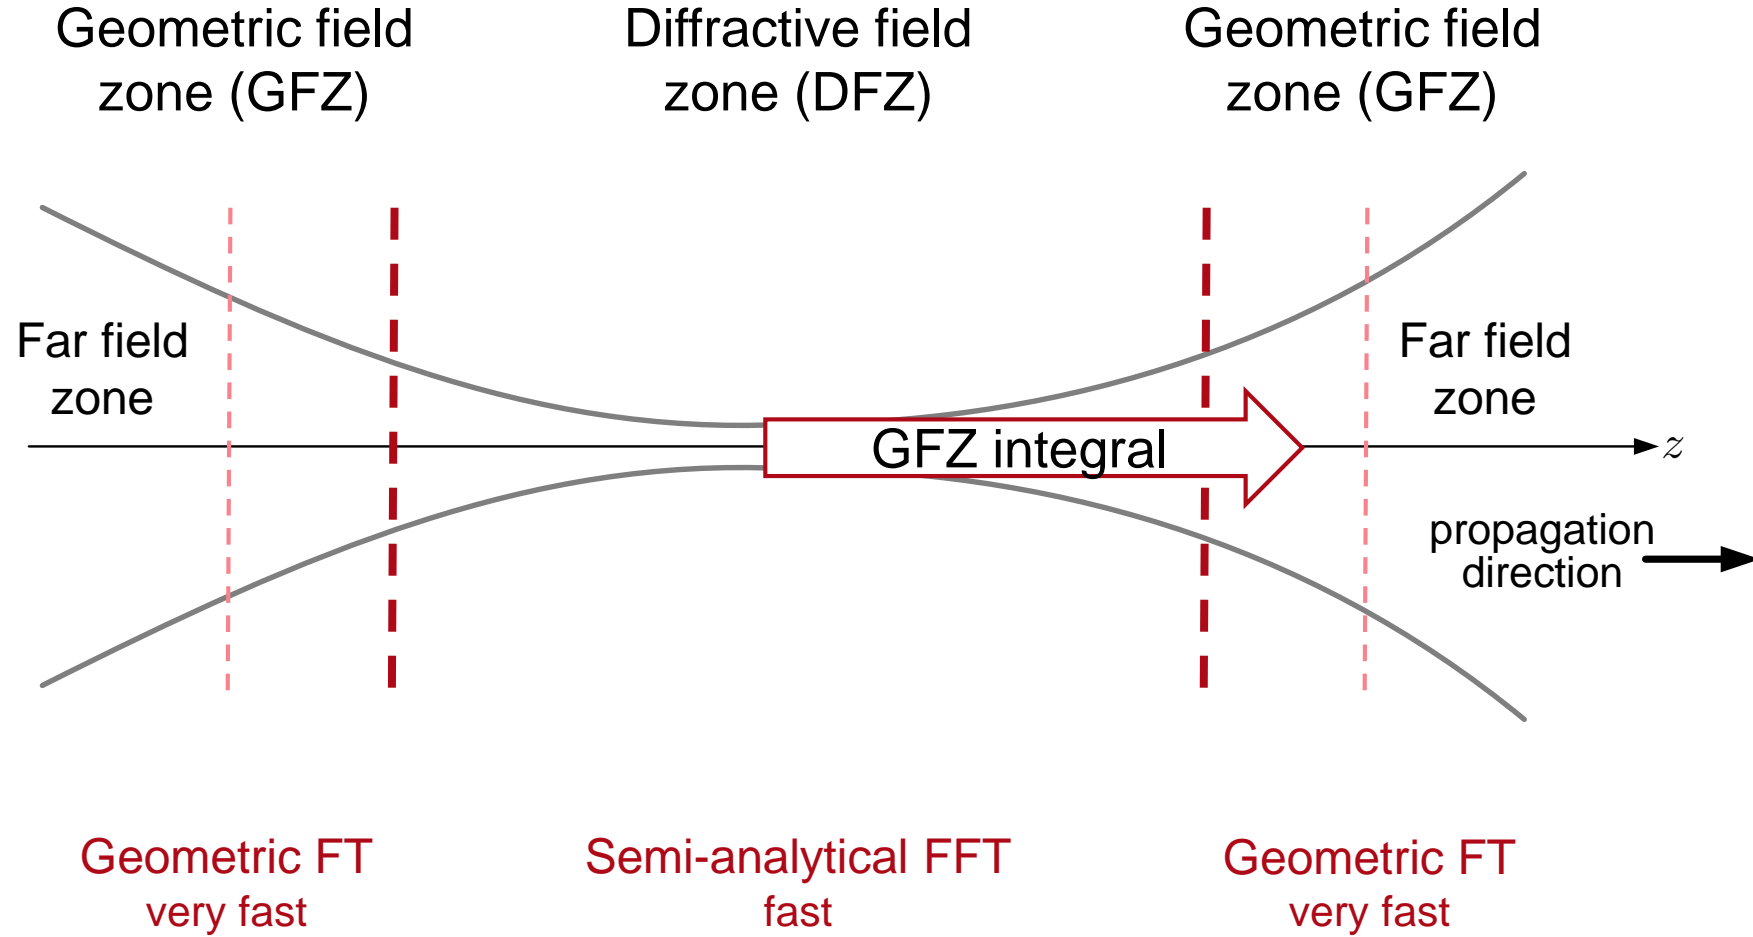 Geometric field
zone (GFZ)
Diffractive field
zone (DFZ)
Geometric field
zone (GFZ)
Far field
zone
Far field
zone
GFZ integral
z
propagation
direction
Geometric FT
very fast
Semi-analytical FFT
fast
Geometric FT
very fast